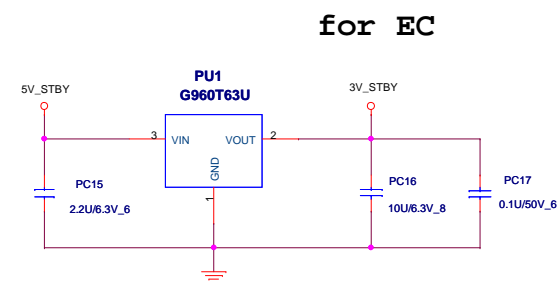 for EC
5V_STBY
PU1
G960T63U
3V_STBY
3
VIN
VOUT
2
GND
1
PC15
2.2U/6.3V_6
PC16
10U/6.3V_8
PC17
0.1U/50V_6